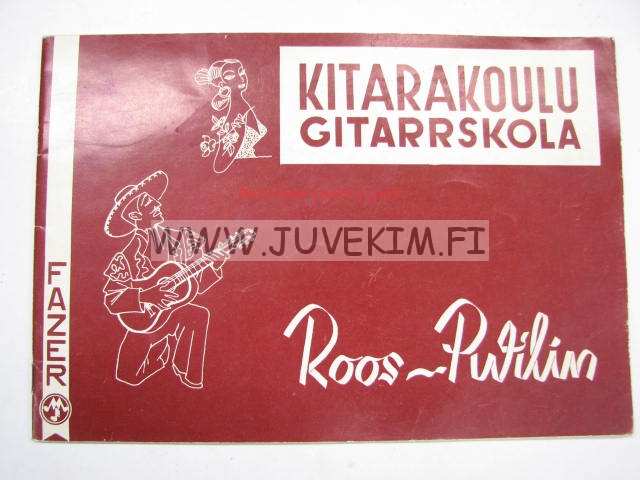 KITARAKOULU
GITARRSKOLA
WWW.JUVEKIM.FI
Roos~Putilin
FAZER